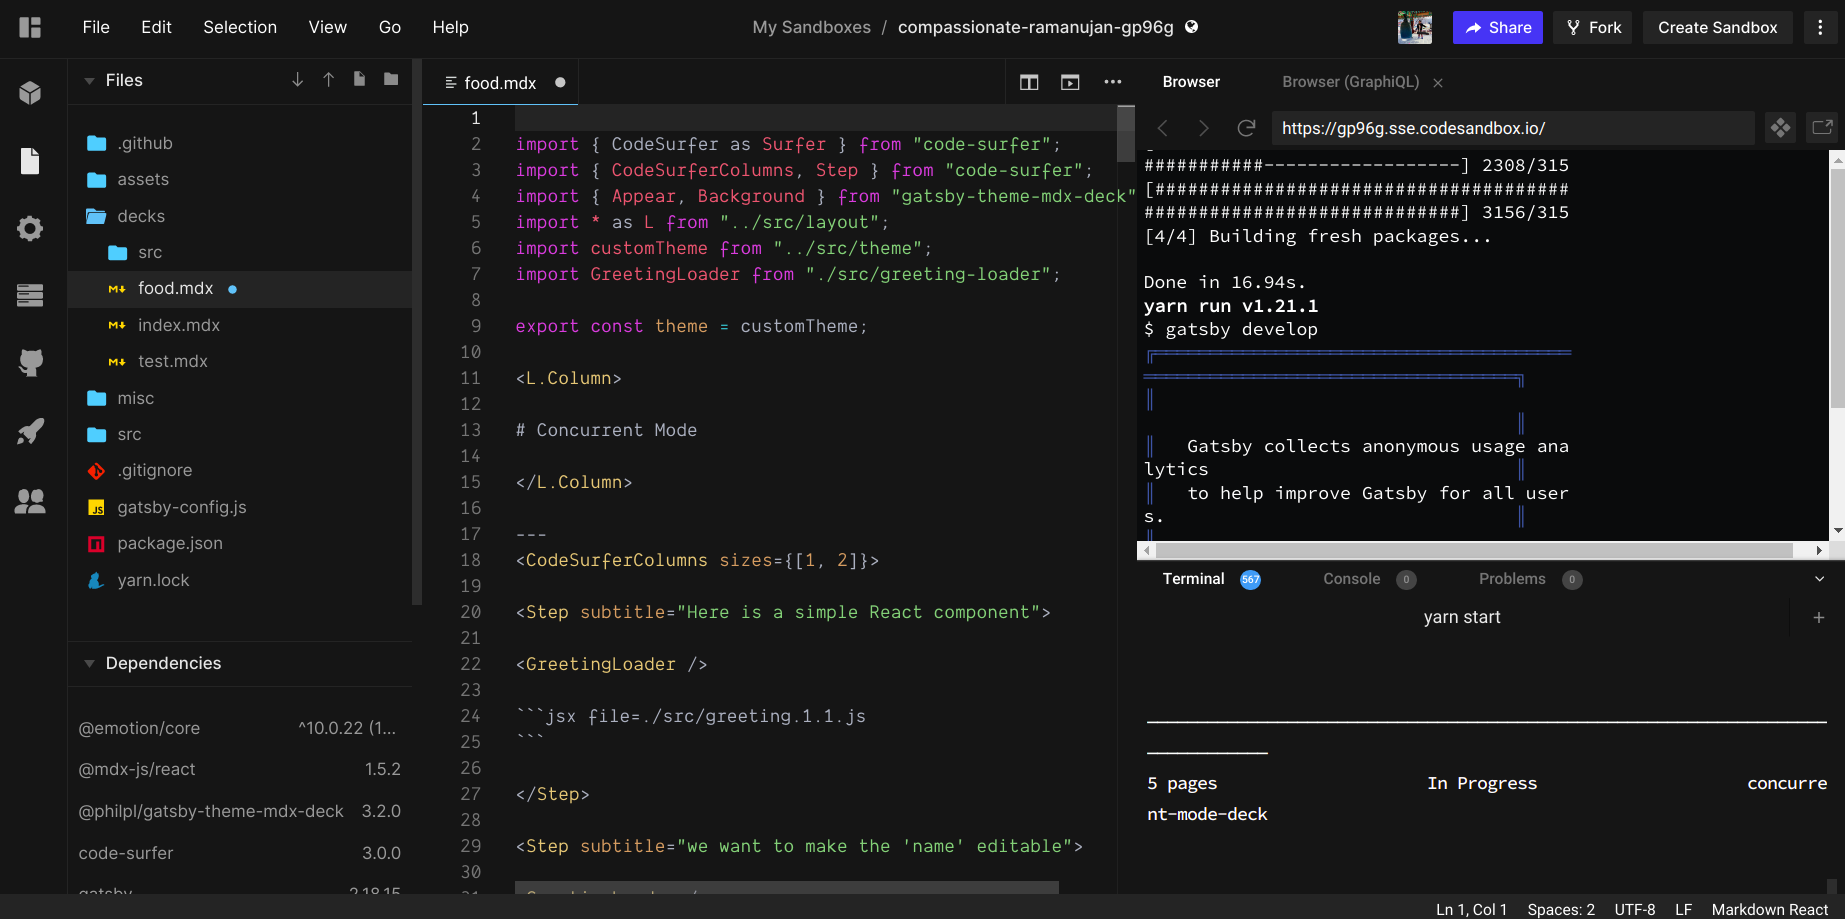 File Edit Selection View Go Help
My Sandboxes / compassionate-ramanujan-gp96g
Share Fork Create Sandbox
Files
.github
assets
decks
src
food.mdx
index.mdx
test.mdx
misc
src
.gitignore
gatsby-config.js
package.json
yarn.lock
Dependencies
@emotion/core ^10.0.22 (1...
@mdx-js/react 1.5.2
@philpl/gatsby-theme-mdx-deck 3.2.0
code-surfer 3.0.0
gatsby 2.18.15
food.mdx
1
2 import { CodeSurfer as Surfer } from "code-surfer";
3 import { CodeSurferColumns, Step } from "code-surfer";
4 import { Appear, Background } from "gatsby-theme-mdx-deck"
5 import * as L from "../src/layout";
6 import customTheme from "../src/theme";
7 import GreetingLoader from "./src/greeting-loader";
8
9 export const theme = customTheme;
10
11 <L.Column>
12
13 # Concurrent Mode
14
15 </L.Column>
16
17 ---
18 <CodeSurferColumns sizes={[1, 2]}>
19
20 <Step subtitle="Here is a simple React component">
21
22 <GreetingLoader />
23
24 ```jsx file=./src/greeting.1.1.js
25 ```
26
27 </Step>
28
29 <Step subtitle="we want to make the 'name' editable">
30
Browser Browser (GraphiQL)
https://gp96g.sse.codesandbox.io/
###########------------------] 2308/315
[######################################
#############################] 3156/315
[4/4] Building fresh packages...
Done in 16.94s.
yarn run v1.21.1
$ gatsby develop
Gatsby collects anonymous usage ana
lytics
to help improve Gatsby for all user
s.
Terminal 567 Console 0 Problems 0
yarn start
5 pages In Progress concurre
nt-mode-deck
Ln 1, Col 1 Spaces: 2 UTF-8 LF Markdown React